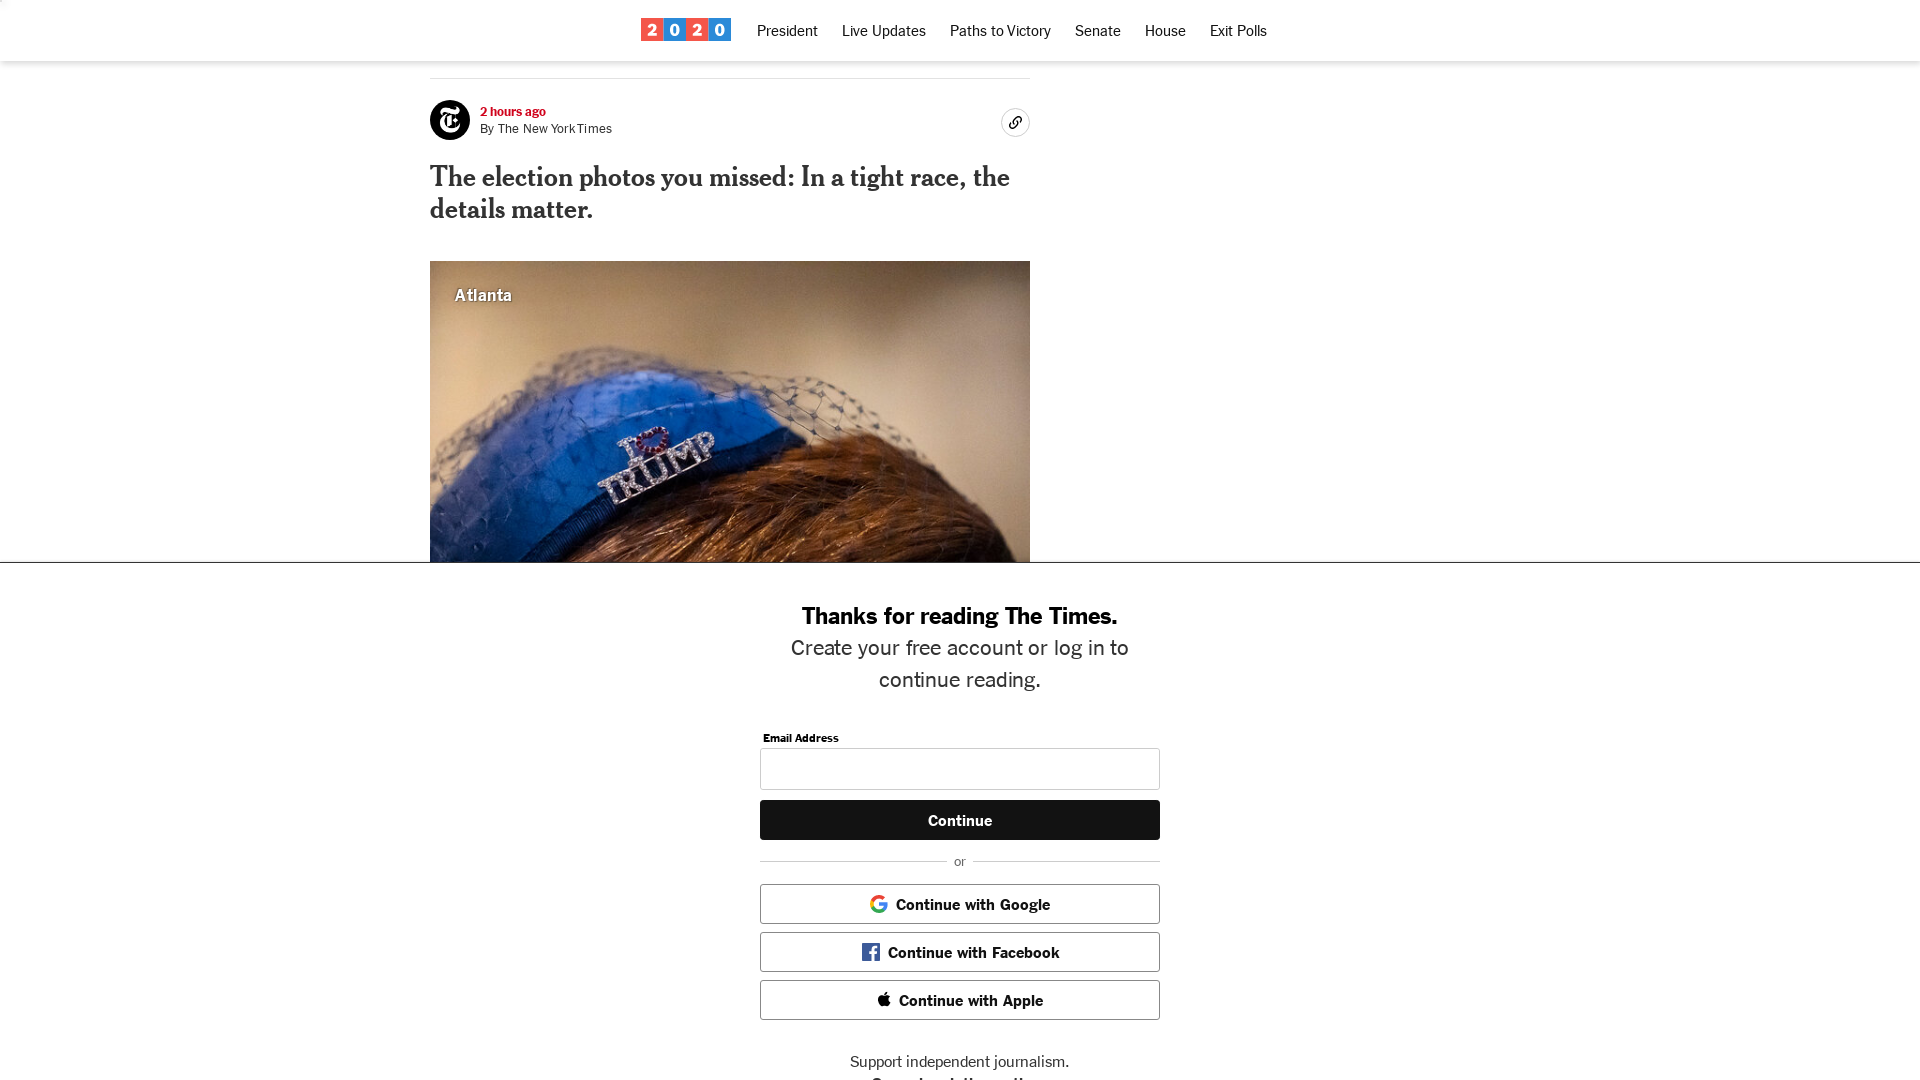 2020 President Live Updates Paths to Victory Senate House Exit Polls
2 hours ago
By The New York Times
The election photos you missed: In a tight race, the
details matter.
Atlanta
I
TRUMP
Thanks for reading The Times.
Create your free account or log in to
continue reading.
Email Address
Continue
or
Continue with Google
Continue with Facebook
Continue with Apple
Support independent journalism.